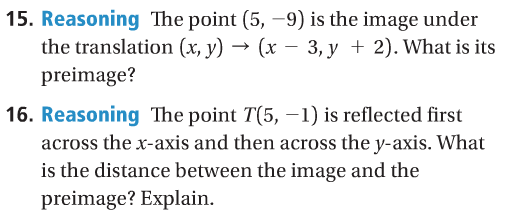 15. Reasoning The point (5, −9) is the image under
the translation (x, y) → (x − 3, y + 2). What is its
preimage?
16. Reasoning The point T(5, −1) is reflected first
across the x-axis and then across the y-axis. What
is the distance between the image and the
preimage? Explain.